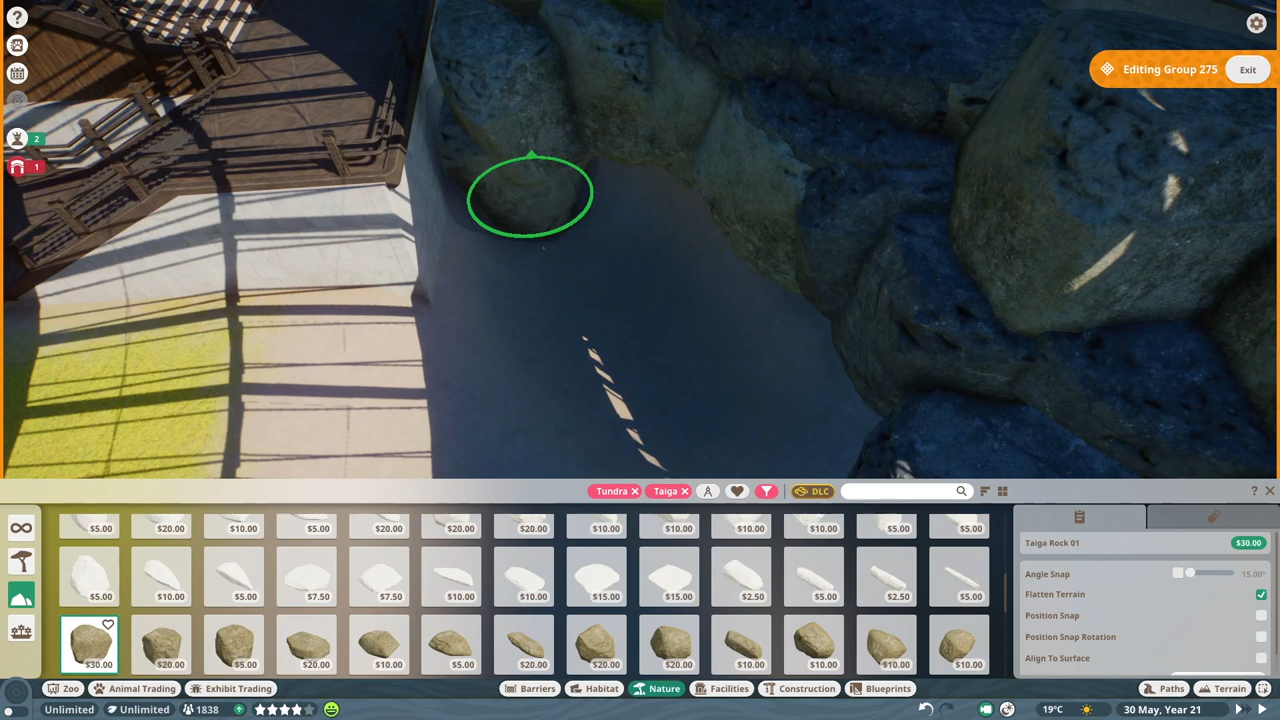 ?
Editing Group 275 Exit
2
1
Tundra × Taiga × DLC ? ×
$5.00 $20.00 $10.00 $5.00 $20.00 $20.00 $20.00 $10.00 $10.00 $20.00 $10.00 $5.00 $5.00
$5.00 $10.00 $5.00 $7.50 $7.50 $10.00 $10.00 $15.00 $15.00 $2.50 $5.00 $2.50 $5.00
$30.00 $20.00 $5.00 $20.00 $10.00 $5.00 $20.00 $20.00 $20.00 $10.00 $10.00 $10.00 $10.00
Taiga Rock 01 $30.00
Angle Snap 15.00°
Flatten Terrain
Position Snap
Position Snap Rotation
Align To Surface
Zoo Animal Trading Exhibit Trading Barriers Habitat Nature Facilities Construction Blueprints Paths Terrain
Unlimited Unlimited 1838 19°C 30 May, Year 21